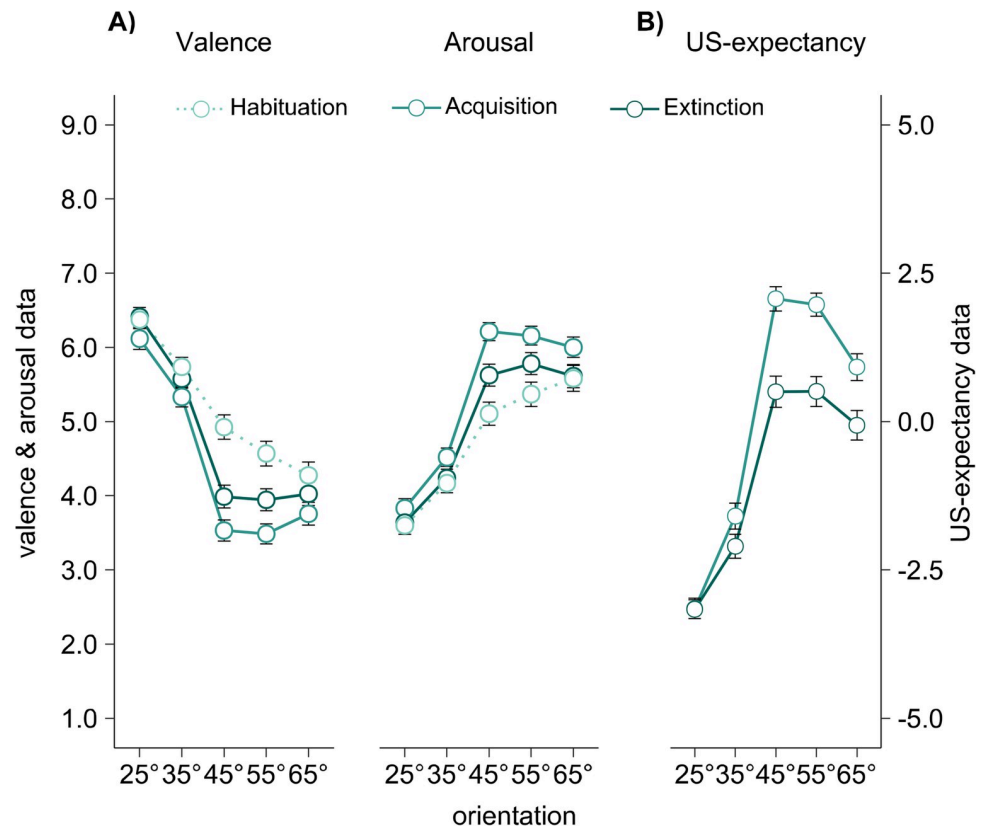 A)
B)
Valence
Arousal
US-expectancy
Habituation
Acquisition
Extinction
valence & arousal data
9.0
8.0
7.0
6.0
5.0
4.0
3.0
2.0
1.0
5.0
2.5
0.0
-2.5
-5.0
US-expectancy data
25° 35° 45° 55° 65°
25° 35° 45° 55° 65°
25° 35° 45° 55° 65°
orientation